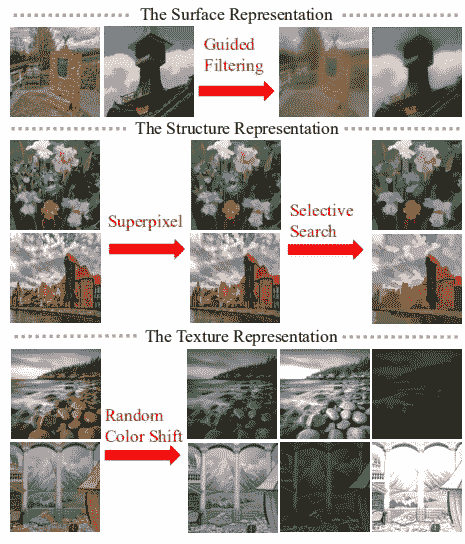 The Surface Representation
Guided
Filtering
The Structure Representation
Superpixel
Selective
Search
The Texture Representation
Random
Color Shift